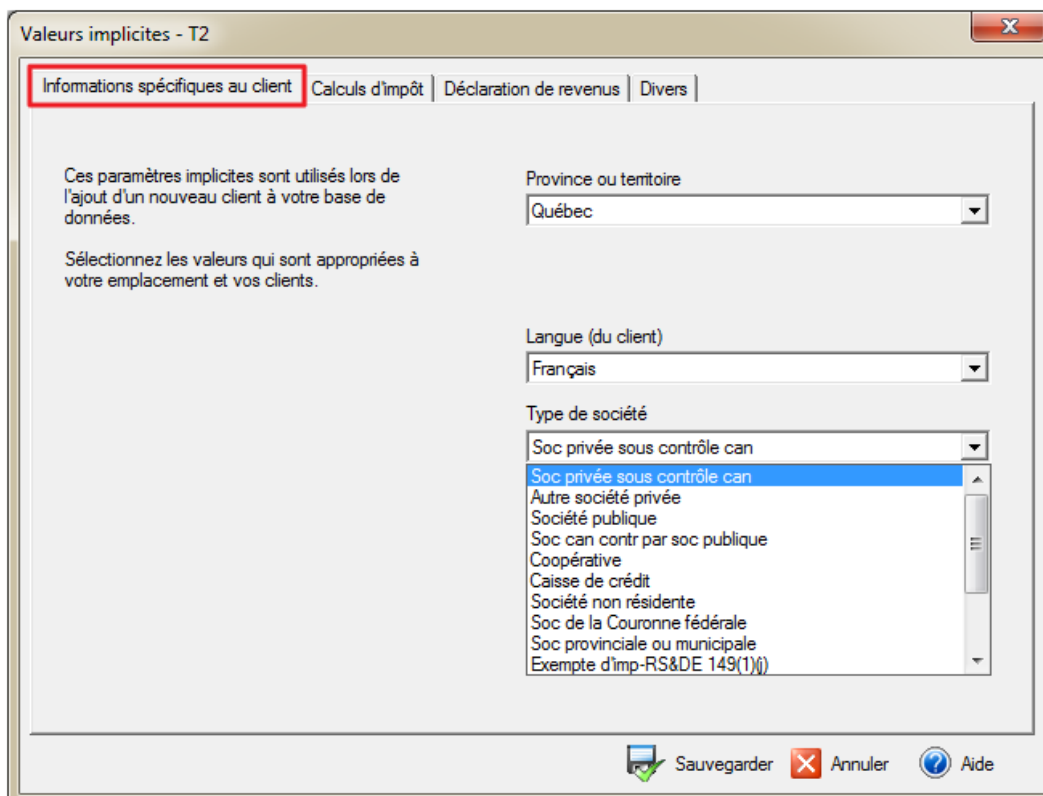 Valeurs implicites - T2
Informations spécifiques au client
Calculs d'impôt
Déclaration de revenus
Divers
Ces paramètres implicites sont utilisés lors de
l'ajout d'un nouveau client à votre base de
données.
Sélectionnez les valeurs qui sont appropriées à
votre emplacement et vos clients.
Province ou territoire
Québec
Langue (du client)
Français
Type de société
Soc privée sous contrôle can
Soc privée sous contrôle can
Autre société privée
Société publique
Soc can contr par soc publique
Coopérative
Caisse de crédit
Société non résidente
Soc de la Couronne fédérale
Soc provinciale ou municipale
Exempte d'imp-RS&DE 149(1)(j)
Sauvegarder
Annuler
Aide